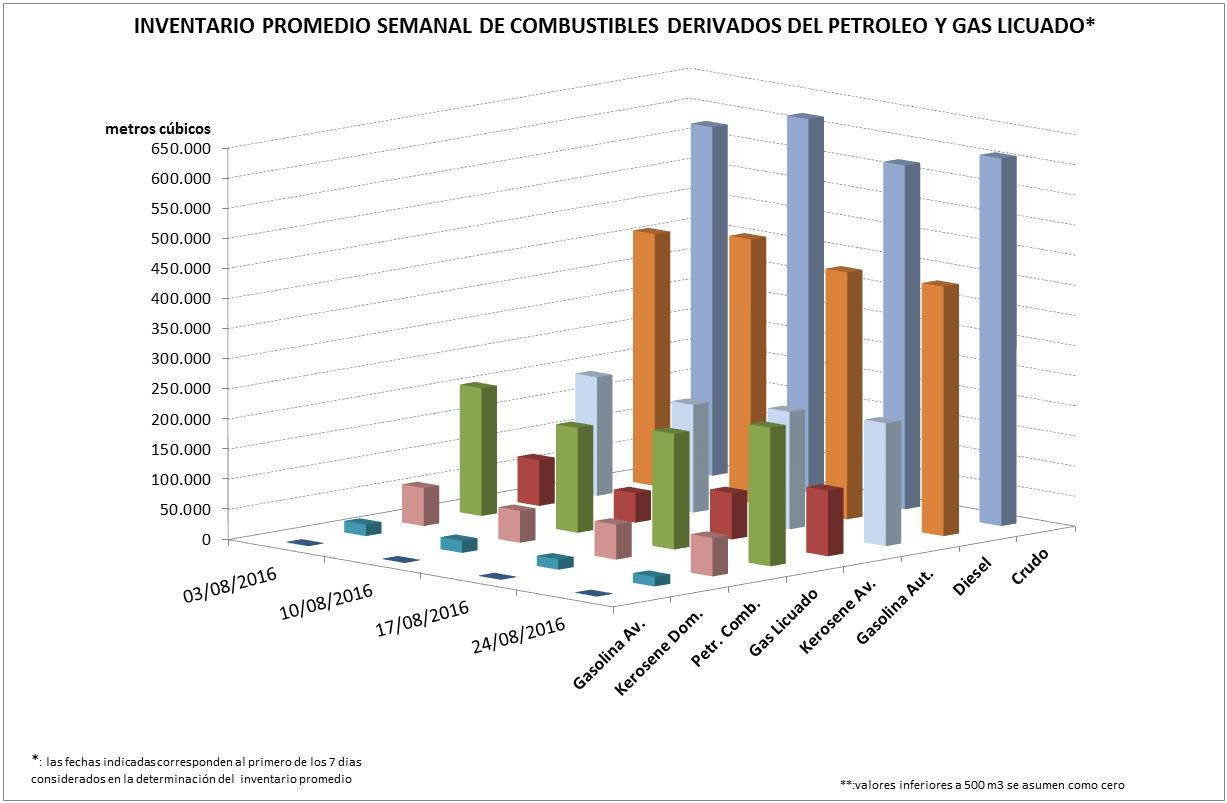 INVENTARIO PROMEDIO SEMANAL DE COMBUSTIBLES DERIVADOS DEL PETROLEO Y GAS LICUADO*
metros cúbicos
650.000
600.000
550.000
500.000
450.000
400.000
350.000
300.000
250.000
200.000
150.000
100.000
50.000
0
03/08/2016
10/08/2016
17/08/2016
24/08/2016
Gasolina Av.
Kerosene Dom.
Petr. Comb.
Gas Licuado
Kerosene Av.
Gasolina Aut.
Diesel
Crudo
*: las fechas indicadas corresponden al primero de los 7 dias
considerados en la determinación del inventario promedio
**:valores inferiores a 500 m3 se asumen como cero